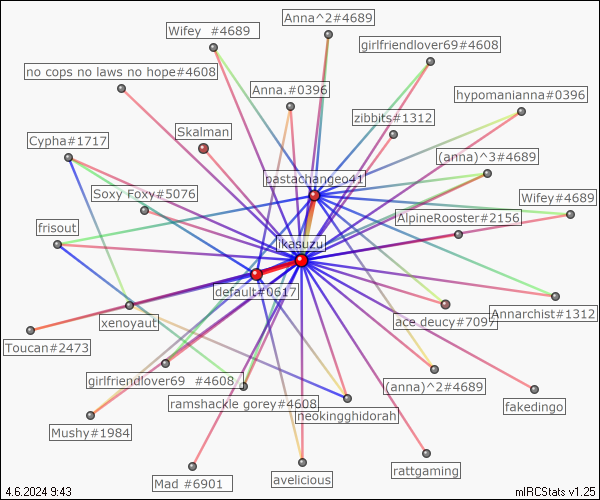 Anna^2#4689
Wifey  #4689
girlfriendlover69#4608
no cops no laws no hope#4608
Anna.#0396
hypomanianna#0396
zibbits#1312
Skalman
Cypha#1717
(anna)^3#4689
pastachangeo41
Soxy Foxy#5076
Wifey#4689
AlpineRooster#2156
frisout
likasuzu
default#0617
Annarchist#1312
xenoyaut
ace deucy#7097
Toucan#2473
girlfriendlover69  #4608
(anna)^2#4689
ramshackle gorey#4608
fakedingo
neokingghidorah
Mushy#1984
rattgaming
avelicious
Mad #6901
4.6.2024 9:43
mIRCStats v1.25